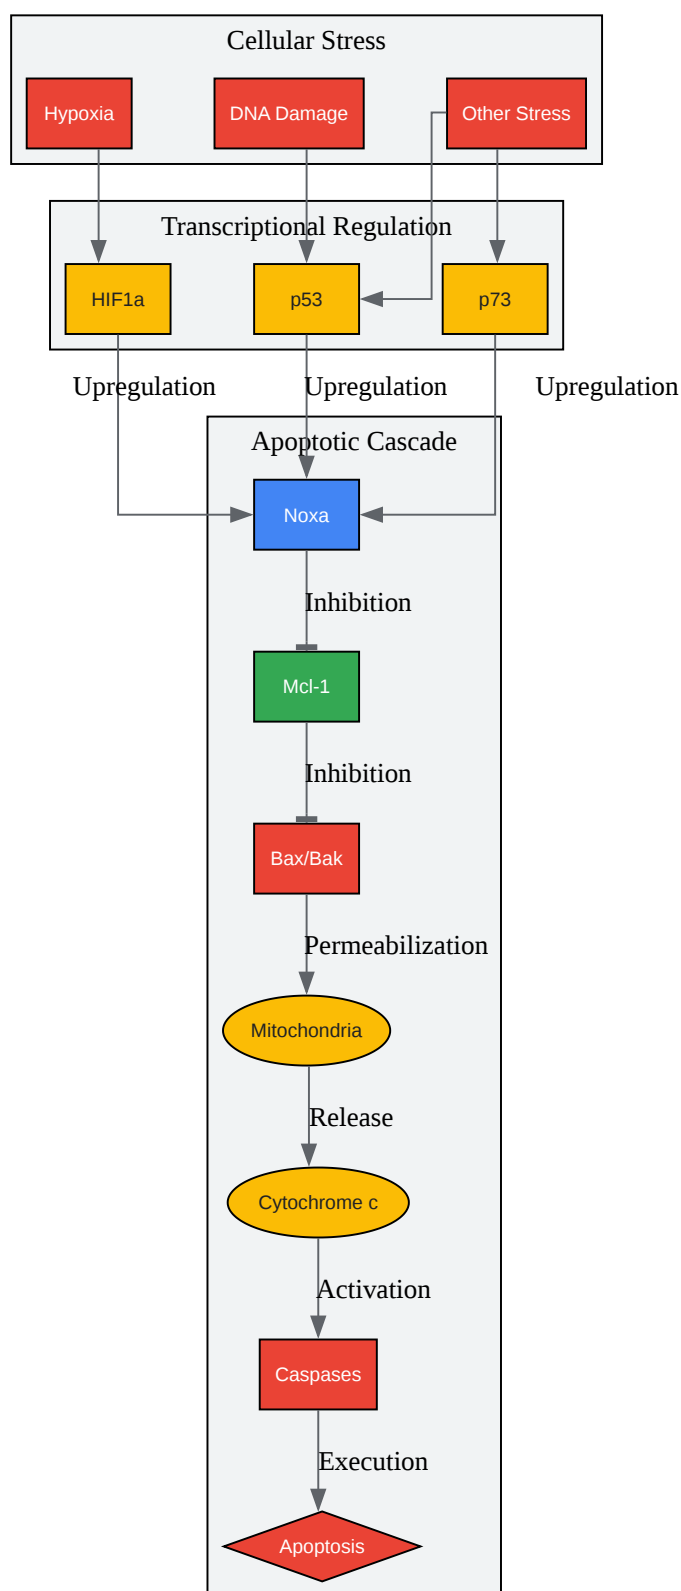 Cellular Stress
Hypoxia
DNA Damage
Other Stress
Transcriptional Regulation
HIF1a
p53
p73
Upregulation
Upregulation
Upregulation
Apoptotic Cascade
Noxa
Inhibition
Mcl-1
Inhibition
Bax/Bak
Permeabilization
Mitochondria
Release
Cytochrome c
Activation
Caspases
Execution
Apoptosis